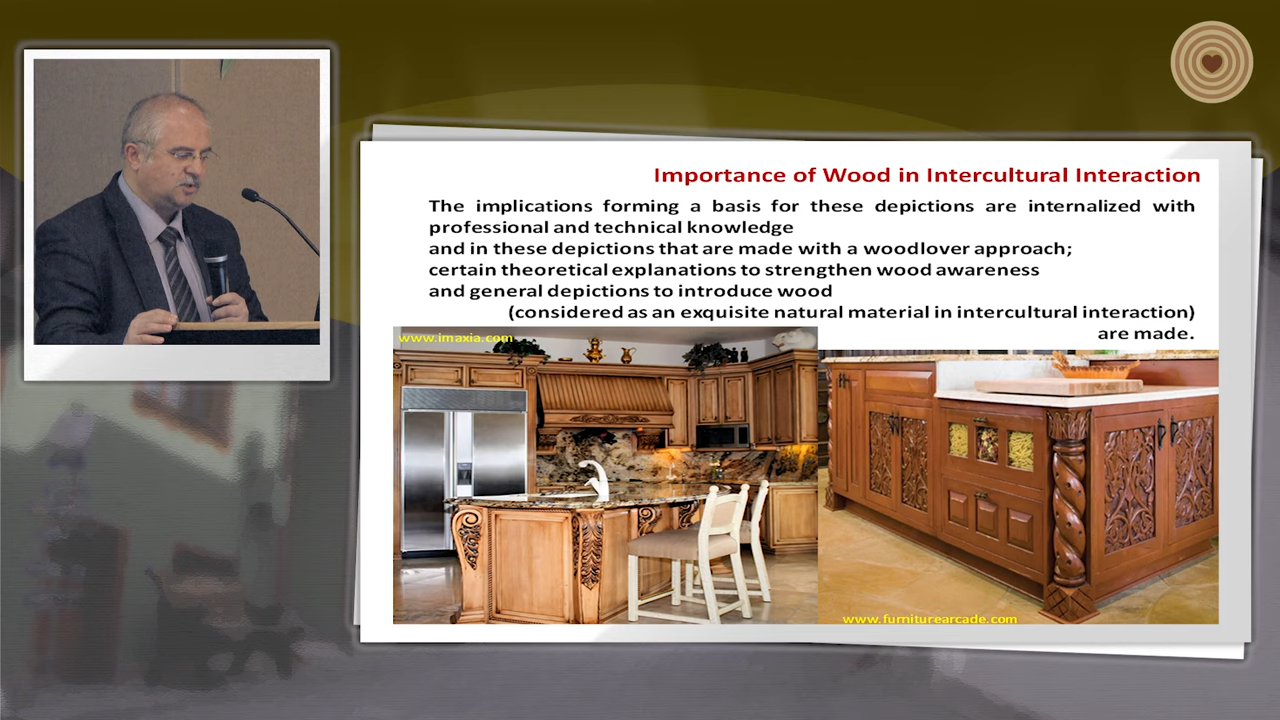 Importance of Wood in Intercultural Interaction
The implications forming a basis for these depictions are internalized with
professional and technical knowledge
and in these depictions that are made with a woodlover approach;
certain theoretical explanations to strengthen wood awareness
and general depictions to introduce wood
(considered as an exquisite natural material in intercultural interaction)
are made.
www.imaxia.com
www.furniturearcade.com